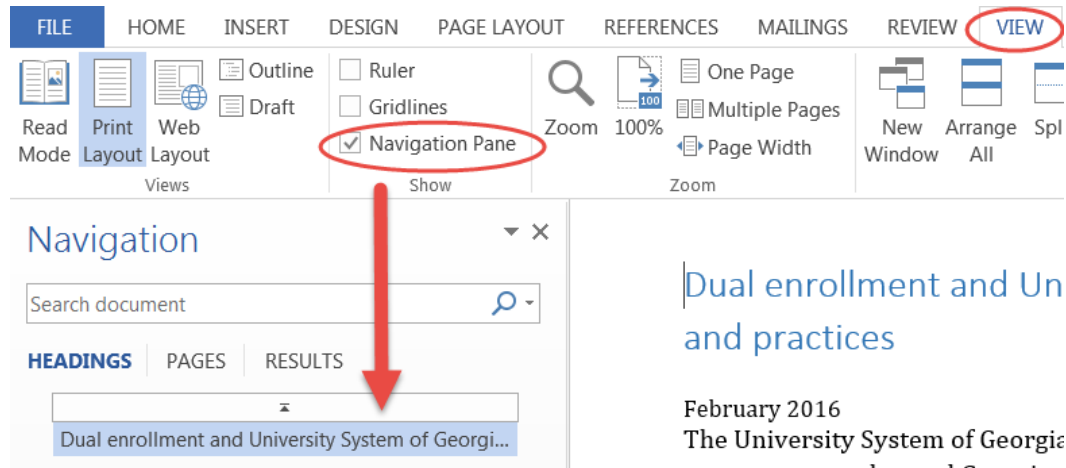 FILE HOME INSERT DESIGN PAGE LAYOUT REFERENCES MAILINGS REVIEW VIEW
Read Mode
Print Layout
Web Layout
Outline
Draft
Views
Ruler
Gridlines
Navigation Pane
Show
Zoom
100
100%
One Page
Multiple Pages
Page Width
Zoom
New Window
Arrange All
Spl
Navigation
Search document
HEADINGS PAGES RESULTS
Dual enrollment and University System of Georgi...
Dual enrollment and Un
and practices
February 2016
The University System of Georgia